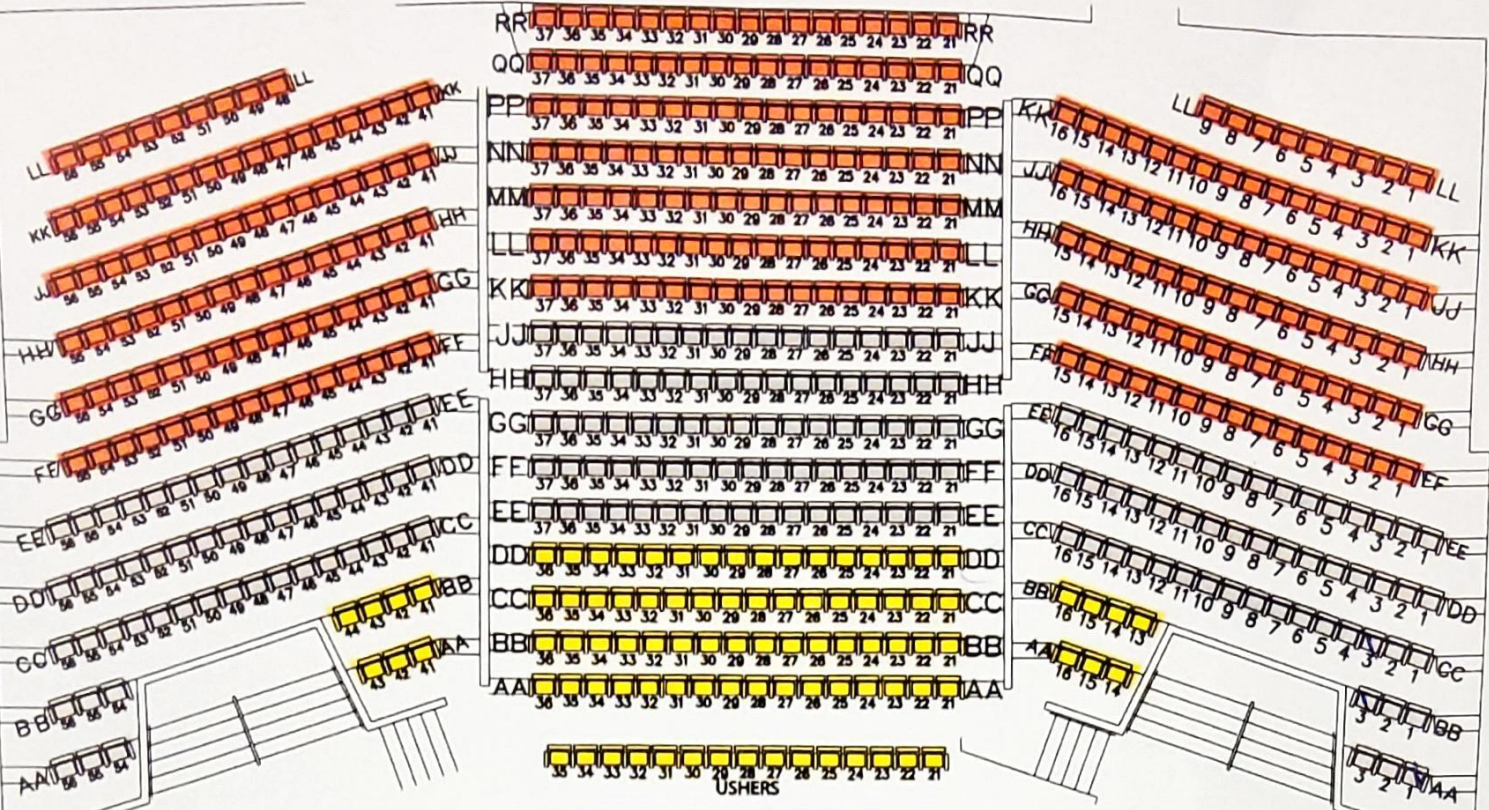 LL 56 55 54 53 52 51 50 49 48 LL
KK 56 55 54 53 52 51 50 49 48 47 46 45 44 43 42 41 KK
JJ 56 55 54 53 52 51 50 49 48 47 46 45 44 43 42 41 JJ
HH 55 54 53 52 51 50 49 48 47 46 45 44 43 42 41 HH
GG 55 54 53 52 51 50 49 48 47 46 45 44 43 42 41 GG
FF 55 54 53 52 51 50 49 48 47 46 45 44 43 42 41 FF
EE 56 55 54 53 52 51 50 49 48 47 46 45 44 43 42 41 EE
DD 56 55 54 53 52 51 50 49 48 47 46 45 44 43 42 41 DD
CC 56 55 54 53 52 51 50 49 48 47 46 45 44 43 42 41 CC
BB 56 55 54 44 43 42 41 BB
AA 56 55 54 43 42 41 AA
RR 37 36 35 34 33 32 31 30 29 28 27 26 25 24 23 22 21 RR
QQ 37 36 35 34 33 32 31 30 29 28 27 26 25 24 23 22 21 QQ
PP 37 36 35 34 33 32 31 30 29 28 27 26 25 24 23 22 21 PP
NN 37 36 35 34 33 32 31 30 29 28 27 26 25 24 23 22 21 NN
MM 37 36 35 34 33 32 31 30 29 28 27 26 25 24 23 22 21 MM
LL 37 36 35 34 33 32 31 30 29 28 27 26 25 24 23 22 21 LL
KK 37 36 35 34 33 32 31 30 29 28 27 26 25 24 23 22 21 KK
JJ 37 36 35 34 33 32 31 30 29 28 27 26 25 24 23 22 21 JJ
HH 37 36 35 34 33 32 31 30 29 28 27 26 25 24 23 22 21 HH
GG 37 36 35 34 33 32 31 30 29 28 27 26 25 24 23 22 21 GG
FF 37 36 35 34 33 32 31 30 29 28 27 26 25 24 23 22 21 FF
EE 37 36 35 34 33 32 31 30 29 28 27 26 25 24 23 22 21 EE
DD 36 35 34 33 32 31 30 29 28 27 26 25 24 23 22 21 DD
CC 36 35 34 33 32 31 30 29 28 27 26 25 24 23 22 21 CC
BB 36 35 34 33 32 31 30 29 28 27 26 25 24 23 22 21 BB
AA 36 35 34 33 32 31 30 29 28 27 26 25 24 23 22 21 AA
35 34 33 32 31 30 29 28 27 26 25 24 23 22 21
USHERS
LL 9 8 7 6 5 4 3 2 1 LL
KK 16 15 14 13 12 11 10 9 8 7 6 5 4 3 2 1 KK
JJ 16 15 14 13 12 11 10 9 8 7 6 5 4 3 2 1 JJ
HH 15 14 13 12 11 10 9 8 7 6 5 4 3 2 1 HH
GG 15 14 13 12 11 10 9 8 7 6 5 4 3 2 1 GG
FF 15 14 13 12 11 10 9 8 7 6 5 4 3 2 1 FF
EE 16 15 14 13 12 11 10 9 8 7 6 5 4 3 2 1 EE
DD 16 15 14 13 12 11 10 9 8 7 6 5 4 3 2 1 DD
CC 16 15 14 13 12 11 10 9 8 7 6 5 4 3 2 1 CC
BB 16 15 14 13 3 2 1 BB
AA 16 15 14 3 2 1 AA